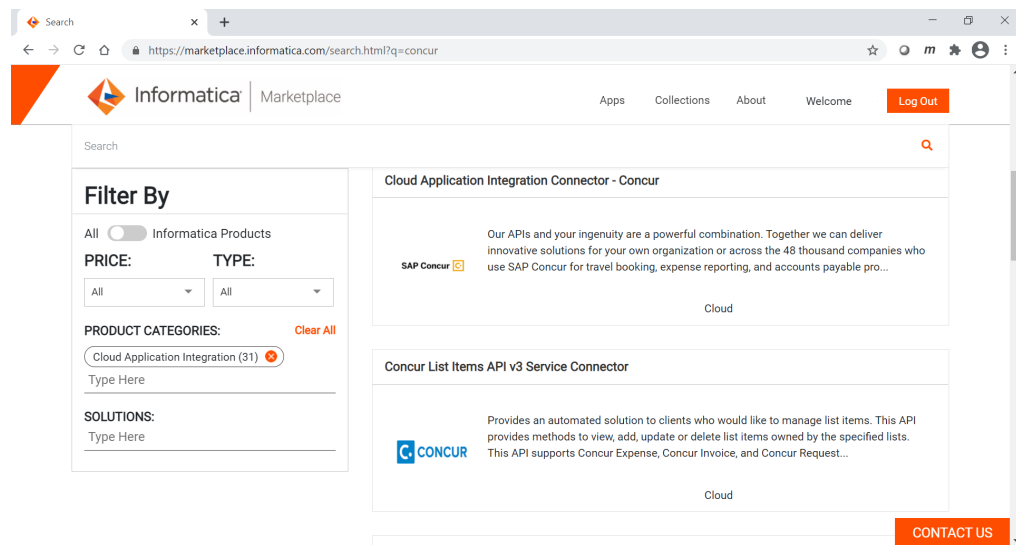 Search
https://marketplace.informatica.com/search.html?q=concur
m
Informatica Marketplace
Apps Collections About Welcome Log Out
Search
Filter By
All Informatica Products
PRICE: TYPE:
All All
PRODUCT CATEGORIES: Clear All
Cloud Application Integration (31)
Type Here
SOLUTIONS:
Type Here
Cloud Application Integration Connector - Concur
SAP Concur C
Our APIs and your ingenuity are a powerful combination. Together we can deliver
innovative solutions for your own organization or across the 48 thousand companies who
use SAP Concur for travel booking, expense reporting, and accounts payable pro...
Cloud
Concur List Items API v3 Service Connector
C. CONCUR
Provides an automated solution to clients who would like to manage list items. This API
provides methods to view, add, update or delete list items owned by the specified lists.
This API supports Concur Expense, Concur Invoice, and Concur Request...
Cloud
CONTACT US